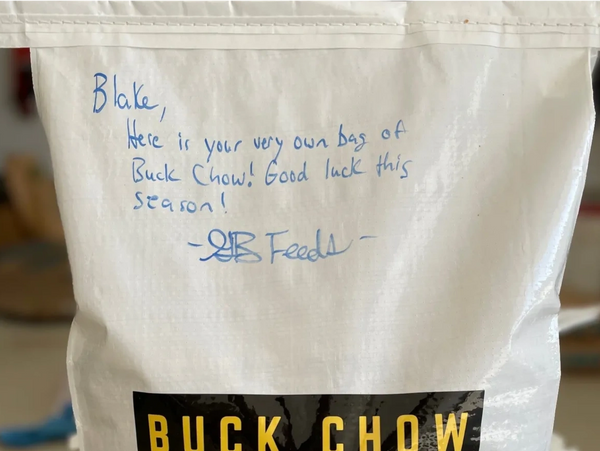 Blake,
Here is your very own bag of
Buck Chow! Good luck this
season!
- Feeds -
BUCK CHOW